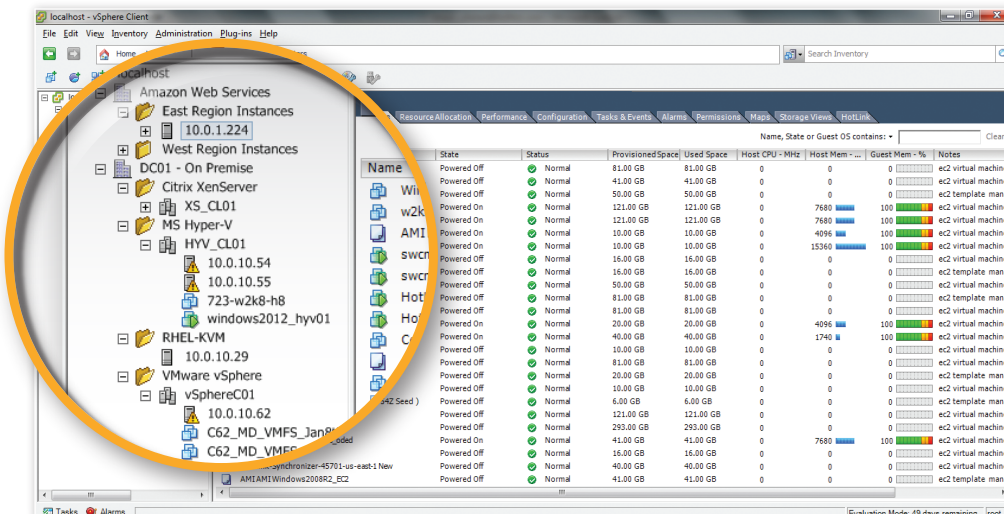 localhost - vSphere Client
File Edit View Inventory Administration Plug-ins Help
Home
Search Inventory
localhost
Amazon Web Services
East Region Instances
10.0.1.224
West Region Instances
DC01 - On Premise
Citrix XenServer
XS_CL01
MS Hyper-V
HYV_CL01
10.0.10.54
10.0.10.55
723-w2k8-h8
windows2012_hyv01
RHEL-KVM
10.0.10.29
VMware vSphere
vSphereC01
10.0.10.62
C62_MD_VMFS_Jan8
C62_MD_VMFS
Resource Allocation Performance Configuration Tasks & Events Alarms Permissions Maps Storage Views HotLink
Name, State or Guest OS contains: Clear
Name State Status Provisioned Space Used Space Host CPU - MHz Host Mem - ... Guest Mem - % Notes
Powered Off Normal 81.00 GB 81.00 GB 0 0 0 ec2 virtual machin
w2k Powered Off Normal 41.00 GB 41.00 GB 0 0 0 ec2 virtual machin
Powered Off Normal 50.00 GB 50.00 GB 0 0 0 ec2 template man
Powered On Normal 121.00 GB 121.00 GB 0 7680 100 ec2 virtual machin
Powered On Normal 121.00 GB 121.00 GB 0 7680 100 ec2 virtual machin
AMI Powered On Normal 10.00 GB 10.00 GB 0 4096 100 ec2 virtual machin
Powered On Normal 10.00 GB 10.00 GB 0 15360 100 ec2 virtual machin
swcr Powered Off Normal 16.00 GB 16.00 GB 0 0 0 ec2 virtual machin
swcr Powered Off Normal 16.00 GB 16.00 GB 0 0 0 ec2 template man
Powered Off Normal 50.00 GB 50.00 GB 0 0 0 ec2 virtual machin
Powered Off Normal 81.00 GB 81.00 GB 0 0 0 ec2 template man
Powered Off Normal 81.00 GB 81.00 GB 0 0 0 ec2 virtual machin
Powered On Normal 20.00 GB 20.00 GB 0 4096 100 ec2 virtual machin
Powered On Normal 40.00 GB 40.00 GB 0 1740 100 ec2 virtual machin
Powered Off Normal 10.00 GB 10.00 GB 0 0 0 ec2 virtual machin
Powered Off Normal 81.00 GB 81.00 GB 0 0 0 ec2 virtual machin
Powered Off Normal 20.00 GB 20.00 GB 0 0 0 ec2 template man
Powered Off Normal 10.00 GB 10.00 GB 0 0 0 ec2 virtual machin
Seed ) Powered Off Normal 6.00 GB 6.00 GB 0 0 0 ec2 template man
Powered Off Normal 121.00 GB 121.00 GB 0 0 0 ec2 virtual machin
Powered Off Normal 293.00 GB 293.00 GB 0 0 0 ec2 virtual machin
Powered On Normal 41.00 GB 41.00 GB 0 7680 100 ec2 virtual machin
Powered Off Normal 16.00 GB 16.00 GB 0 0 0 ec2 virtual machin
-Synchronizer-45701-us-east-1 New Powered Off Normal 40.00 GB 40.00 GB 0 0 0 ec2 virtual machin
AMIAMIWindows2008R2_EC2 Powered Off Normal 41.00 GB 41.00 GB 0 0 0 ec2 template man
Tasks Alarms Evaluation Mode: 49 days remaining root